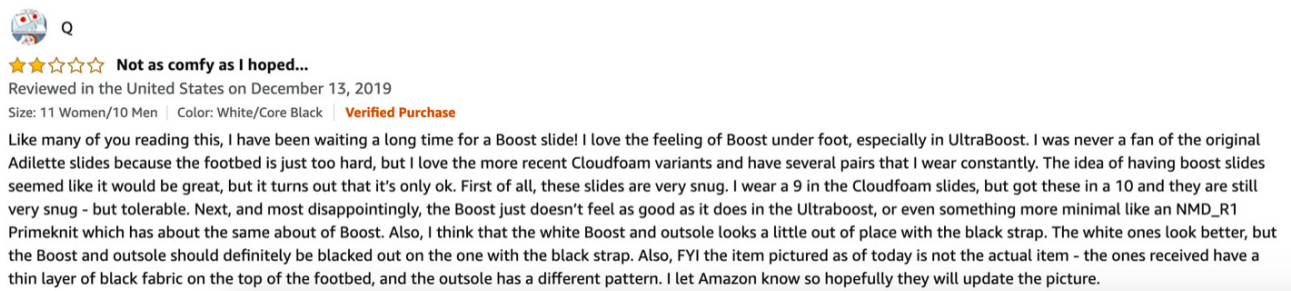 Q
Not as comfy as I hoped...
Reviewed in the United States on December 13, 2019
Size: 11 Women/10 Men Color: White/Core Black Verified Purchase
Like many of you reading this, I have been waiting a long time for a Boost slide! I love the feeling of Boost under foot, especially in UltraBoost. I was never a fan of the original
Adilette slides because the footbed is just too hard, but I love the more recent Cloudfoam variants and have several pairs that I wear constantly. The idea of having boost slides
seemed like it would be great, but it turns out that it's only ok. First of all, these slides are very snug. I wear a 9 in the Cloudfoam slides, but got these in a 10 and they are still
very snug - but tolerable. Next, and most disappointingly, the Boost just doesn't feel as good as it does in the Ultraboost, or even something more minimal like an NMD_R1
Primeknit which has about the same about of Boost. Also, I think that the white Boost and outsole looks a little out of place with the black strap. The white ones look better, but
the Boost and outsole should definitely be blacked out on the one with the black strap. Also, FYI the item pictured as of today is not the actual item - the ones received have a
thin layer of black fabric on the top of the footbed, and the outsole has a different pattern. I let Amazon know so hopefully they will update the picture.